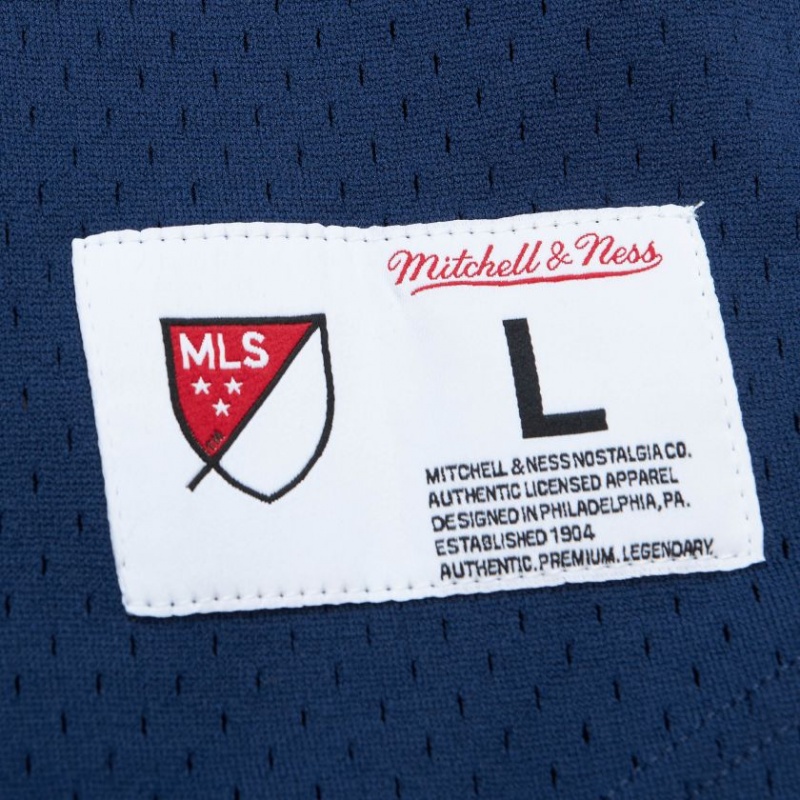 Mitchell & Ness
MLS
L
MITCHELL & NESS NOSTALGIA CO.
AUTHENTIC LICENSED APPAREL
DESIGNED IN PHILADELPHIA, PA.
ESTABLISHED 1904
AUTHENTIC. PREMIUM. LEGENDARY.